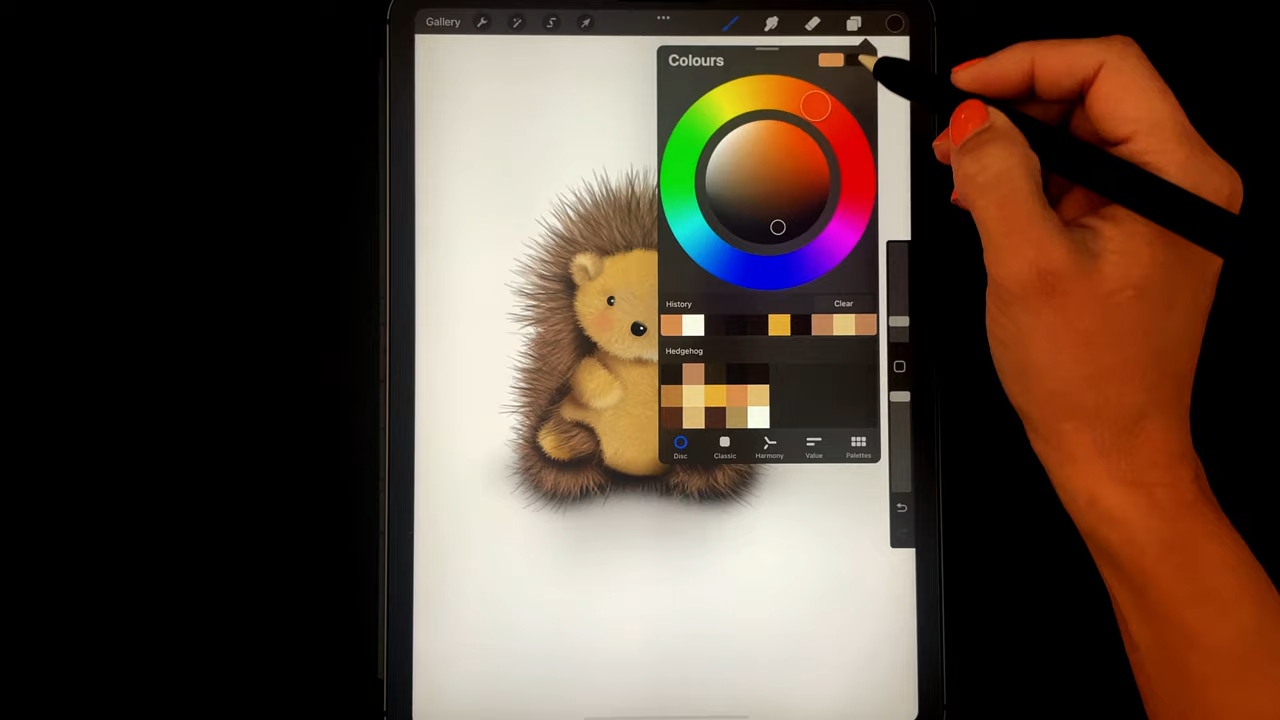 Gallery
Colours
History Clear
Hedgehog
Disc Classic Harmony Value Palettes